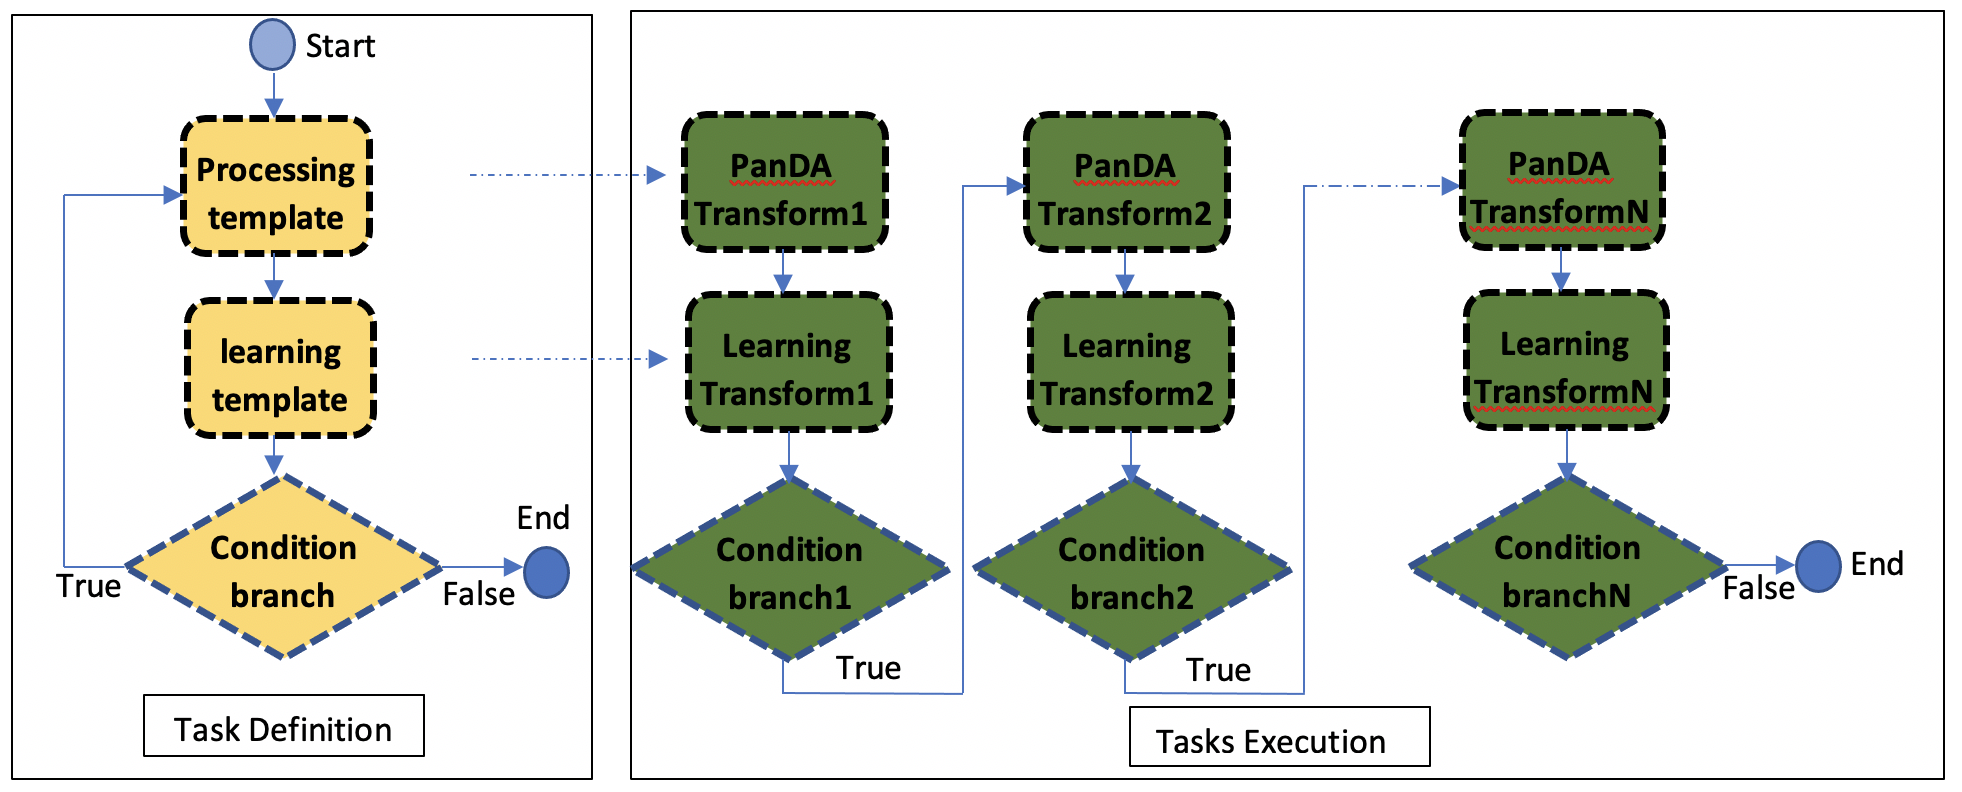 Start
Processing
template
learning
template
Condition
branch
True
False
End
Task Definition
PanDA
Transform1
Learning
Transform1
Condition
branch1
True
PanDA
Transform2
Learning
Transform2
Condition
branch2
True
PanDA
TransformN
Learning
TransformN
Condition
branchN
False
End
Tasks Execution